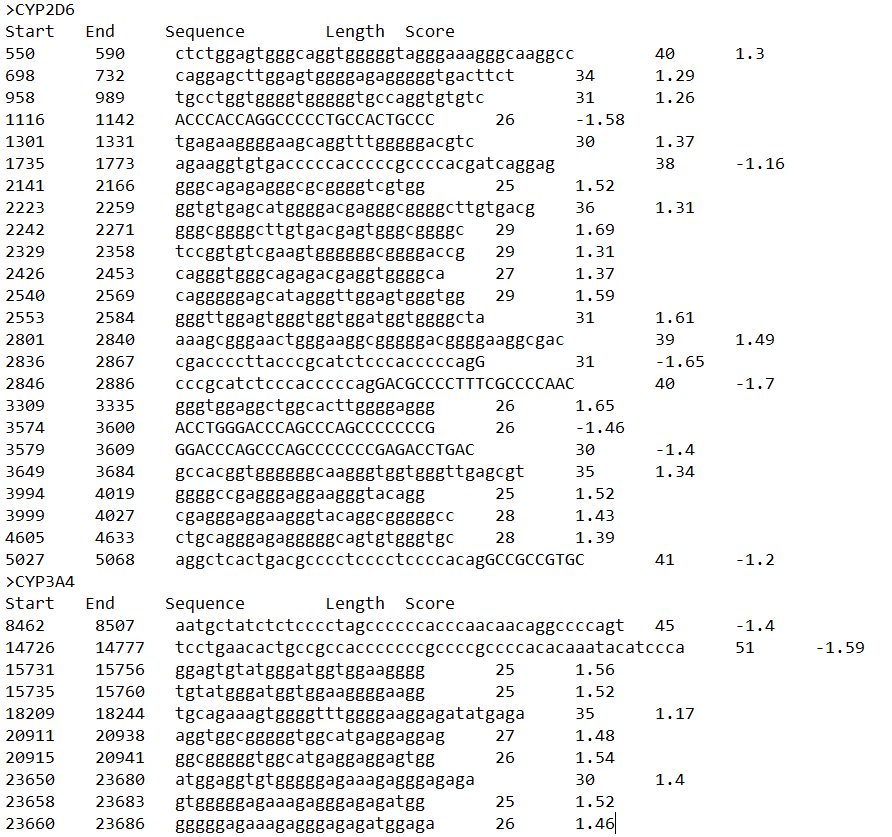 >CYP2D6
Start End Sequence Length Score
550 590 ctctggagtgggcaggtgggggtagggaaagggcaaggcc 40 1.3
698 732 caggagcttggagtggggagagggggtgacttct 34 1.29
958 989 tgcctggtggggtgggggtgccaggtgtgtc 31 1.26
1116 1142 ACCCACCAGGCCCCCTGCCACTGCCC 26 -1.58
1301 1331 tgagaaggggaagcaggtttgggggacgtc 30 1.37
1735 1773 agaaggtgtgacccccacccccgccccacgatcaggag 38 -1.16
2141 2166 gggcagagagggcgcggggtcgtgg 25 1.52
2223 2259 ggtgtgagcatggggacgagggcggggcttgtgacg 36 1.31
2242 2271 gggcggggcttgtgacgagtgggcggggc 29 1.69
2329 2358 tccggtgtcgaagtggggggcggggaccg 29 1.31
2426 2453 cagggtgggcagagacgaggtggggca 27 1.37
2540 2569 cagggggagcatagggttggagtgggtgg 29 1.59
2553 2584 gggttggagtgggtggtggatggtggggcta 31 1.61
2801 2840 aaagcgggaactgggaaggcgggggacggggaaggcgac 39 1.49
2836 2867 cgaccccttacccgcatctcccacccccagG 31 -1.65
2846 2886 cccgcatctcccacccccagGACGCCCCTTTCGCCCCAAC 40 -1.7
3309 3335 gggtggaggctggcacttggggaggg 26 1.65
3574 3600 ACCTGGGACCCAGCCCAGCCCCCCCG 26 -1.46
3579 3609 GGACCCAGCCCAGCCCCCCCGAGACCTGAC 30 -1.4
3649 3684 gccacggtggggggcaagggtggtgggttgagcgt 35 1.34
3994 4019 ggggccgagggaggaagggtacagg 25 1.52
3999 4027 cgagggaggaagggtacaggcgggggcc 28 1.43
4605 4633 ctgcagggagagggggcagtgtgggtgc 28 1.39
5027 5068 aggctcactgacgcccctcccctccccacagGCCGCCGTGC 41 -1.2
>CYP3A4
Start End Sequence Length Score
8462 8507 aatgctatctctcccctagccccccacccaacaacaggccccagt 45 -1.4
14726 14777 tcctgaacactgccgccacccccccgccccgccccacacaaatacatccca 51 -1.59
15731 15756 ggagtgtatgggatggtggaagggg 25 1.56
15735 15760 tgtatgggatggtggaaggggaagg 25 1.52
18209 18244 tgcagaaagtggggtttggggaaggagatatgaga 35 1.17
20911 20938 aggtggcgggggtggcatgaggaggag 27 1.48
20915 20941 ggcgggggtggcatgaggaggagtgg 26 1.54
23650 23680 atggaggtgtgggggagaaagagggagaga 30 1.4
23658 23683 gtgggggagaaagagggagagatgg 25 1.52
23660 23686 gggggagaaagagggagagatggaga 26 1.46